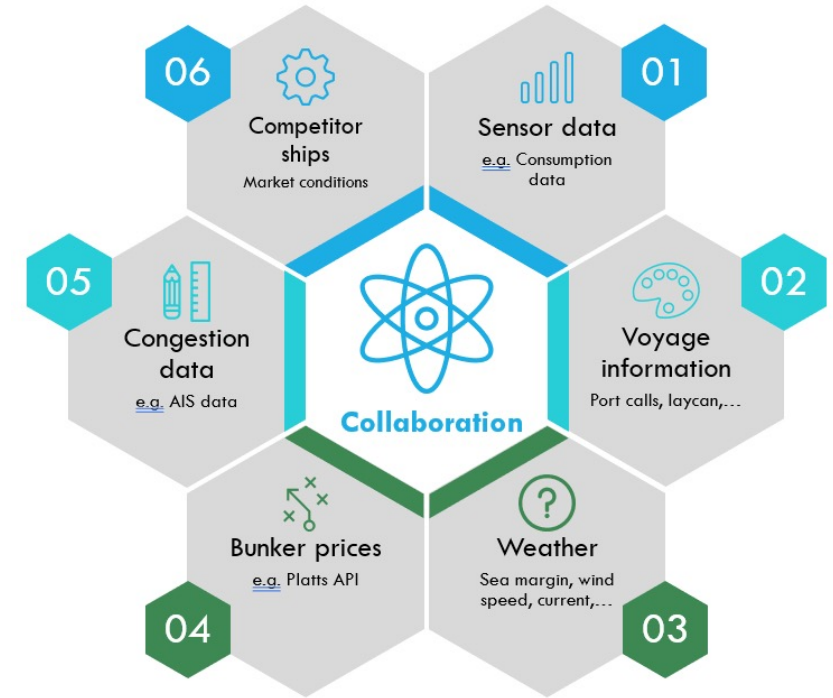 06
Competitor
ships
Market conditions
01
Sensor data
e.g. Consumption
data
05
Congestion
data
e.g. AIS data
Collaboration
02
Voyage
information
Port calls, laycan,...
04
Bunker prices
e.g. Platts API
03
Weather
Sea margin, wind
speed, current,...